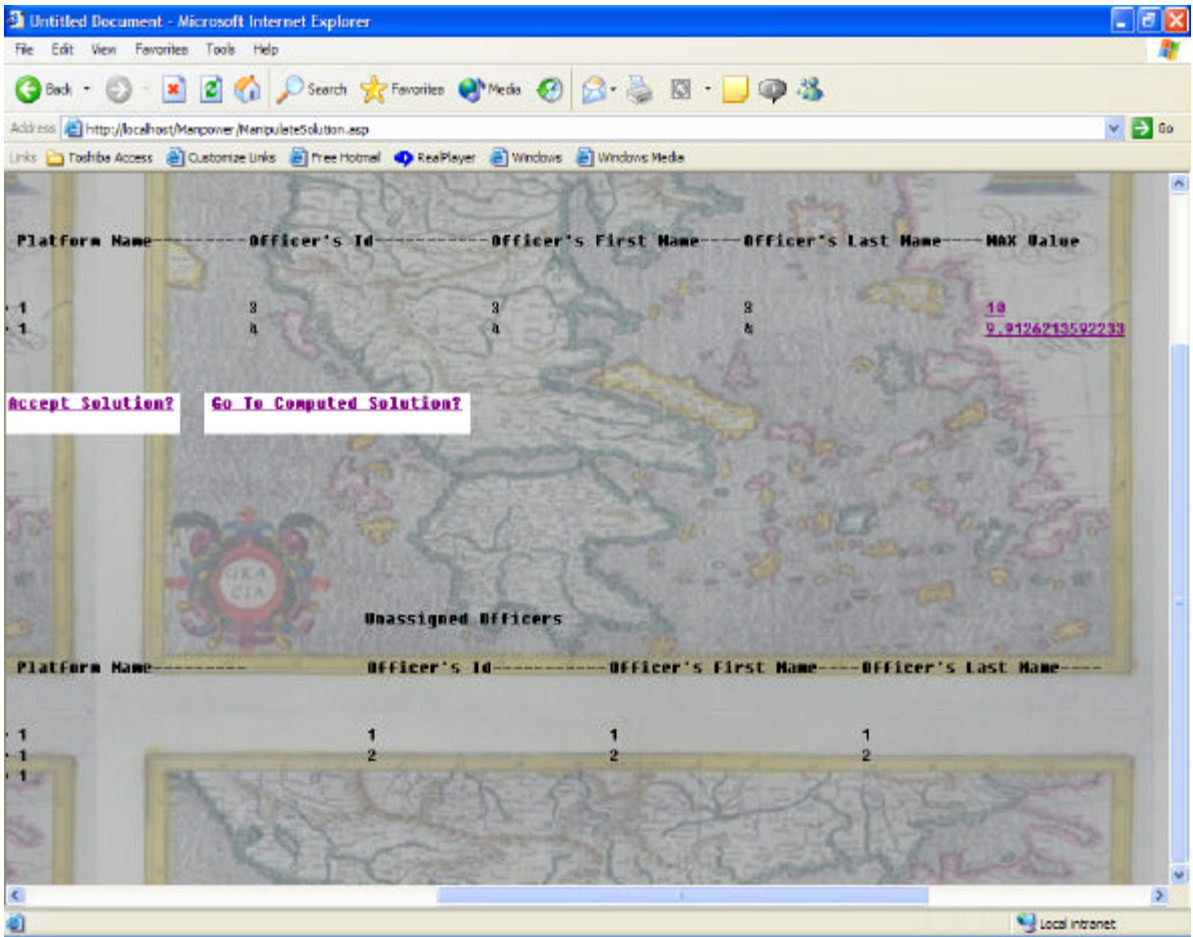 Untitled Document - Microsoft Internet Explorer
File Edit View Favorites Tools Help
Back Search Favorites Media
Address http://localhost/Manpower/ManipulateSolution.asp Go
Links Toshiba Access Customize Links Free Hotmail RealPlayer Windows Windows Media
Platform Name---------Officer's Id-----------Officer's First Name----Officer's Last Name----MAX Value
1 3 3 3 10
1 4 4 4 9.9126213592233
Accept Solution? Go To Computed Solution?
GRÆ
CIA
Unassigned Officers
Platform Name--------- Officer's Id-----------Officer's First Name----Officer's Last Name----
1 1 1 1
1 2 2 2
1
Local intranet